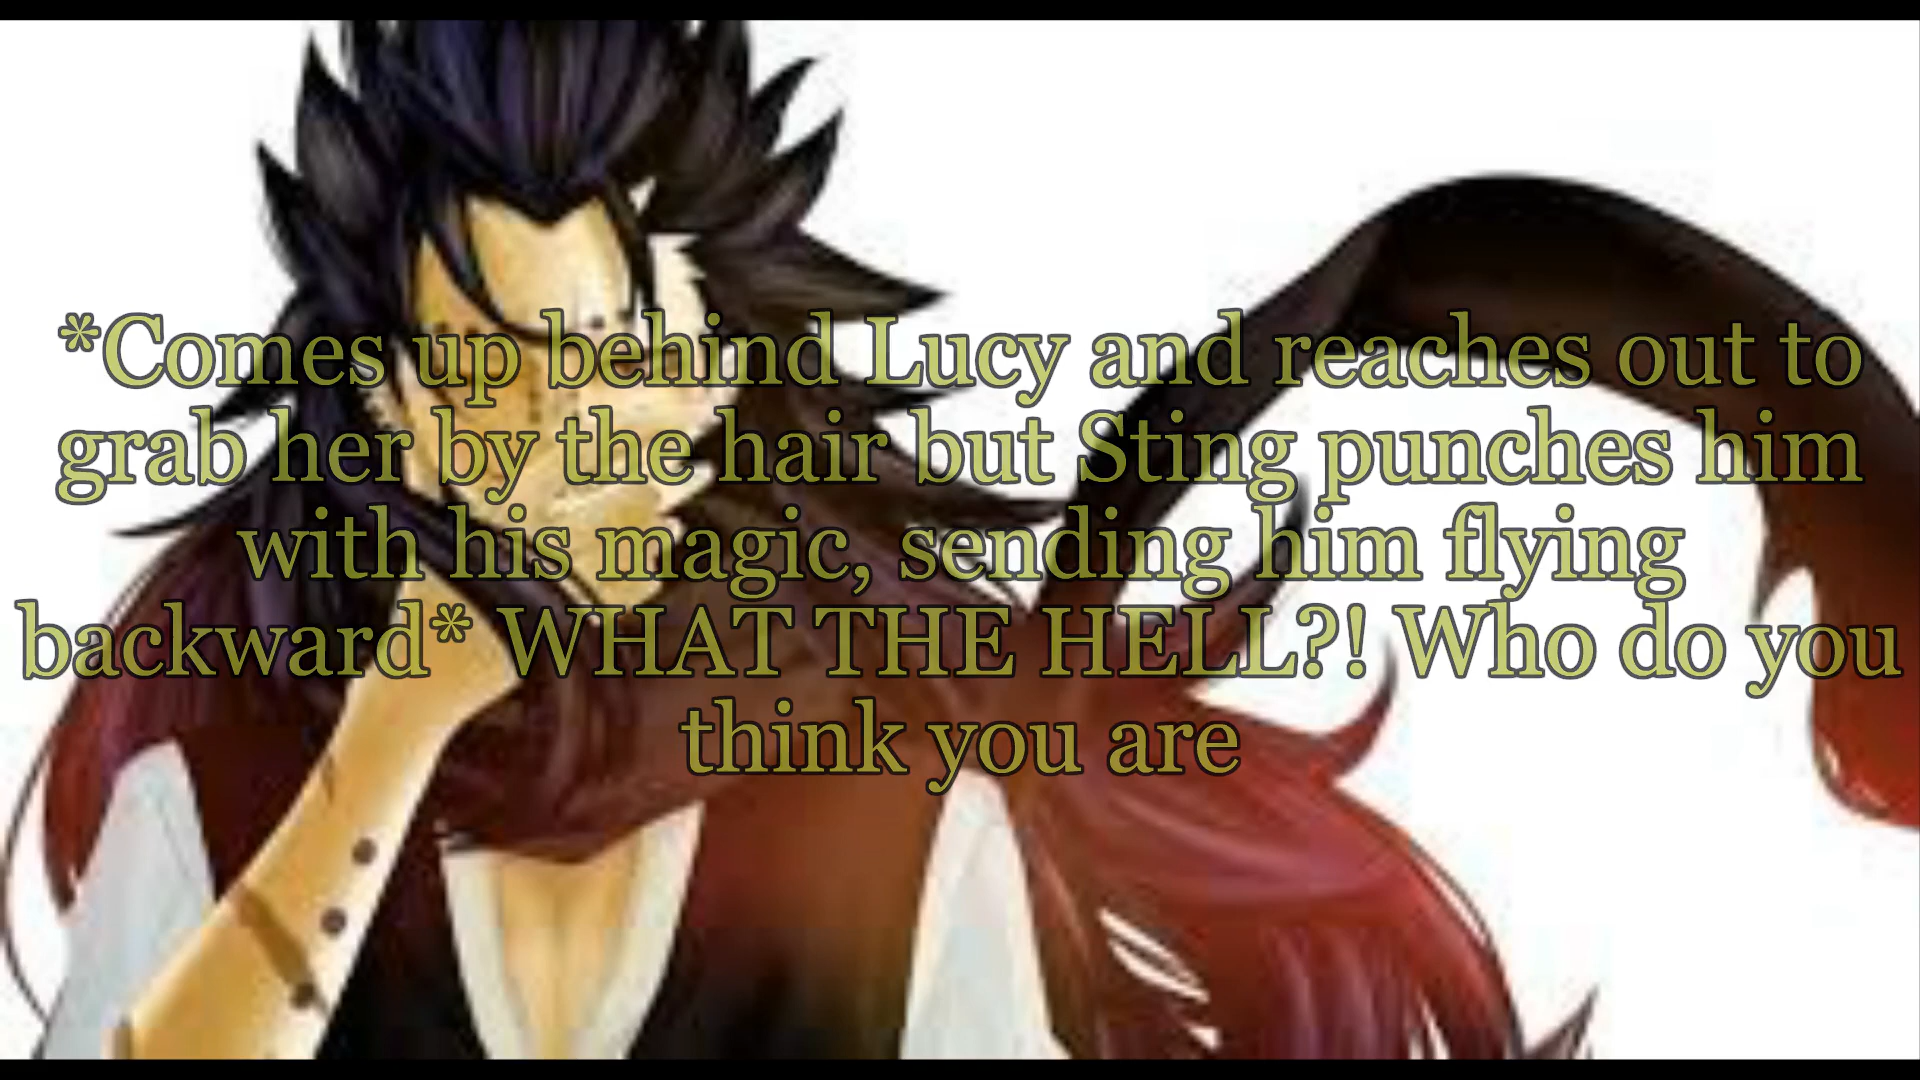 *Comes up behind Lucy and reaches out to
grab her by the hair but Sting punches him
with his magic, sending him flying
backward* WHAT THE HELL?! Who do you
think you are